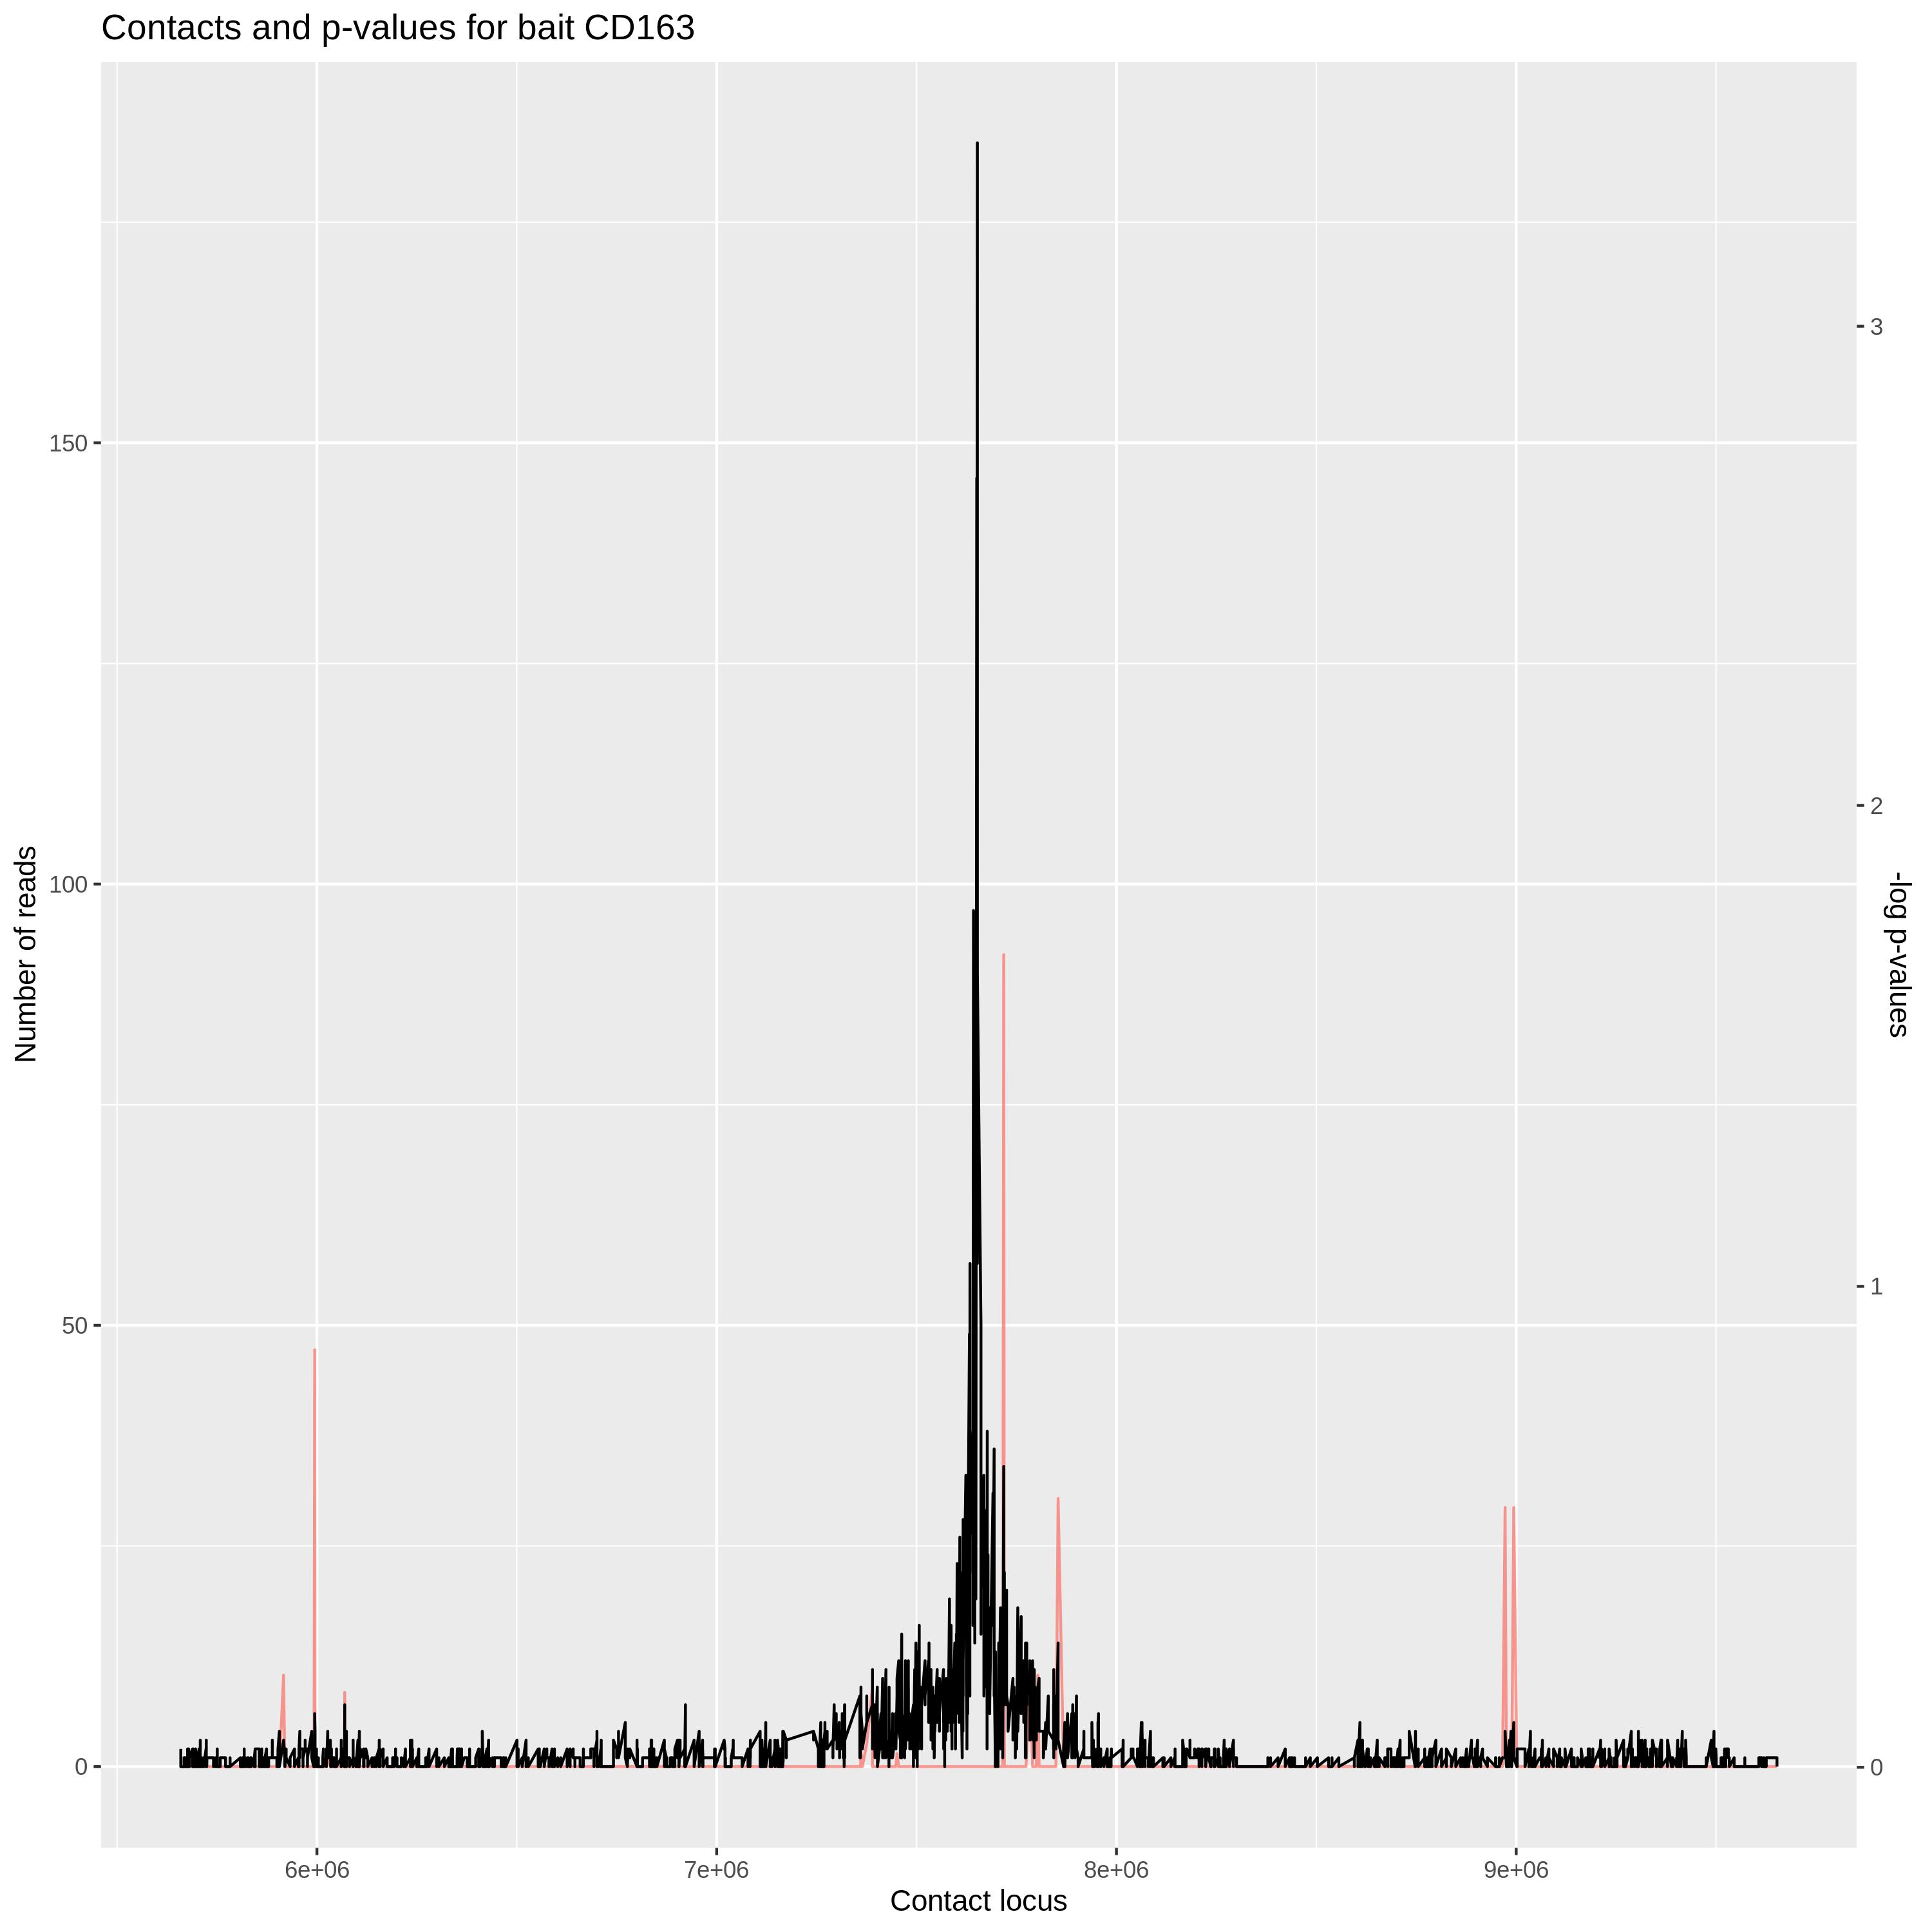 Contacts and p-values for bait CD163
150
100
50
0
Number of reads
3
2
1
0
-log p-values
6e+06 7e+06 8e+06 9e+06
Contact locus